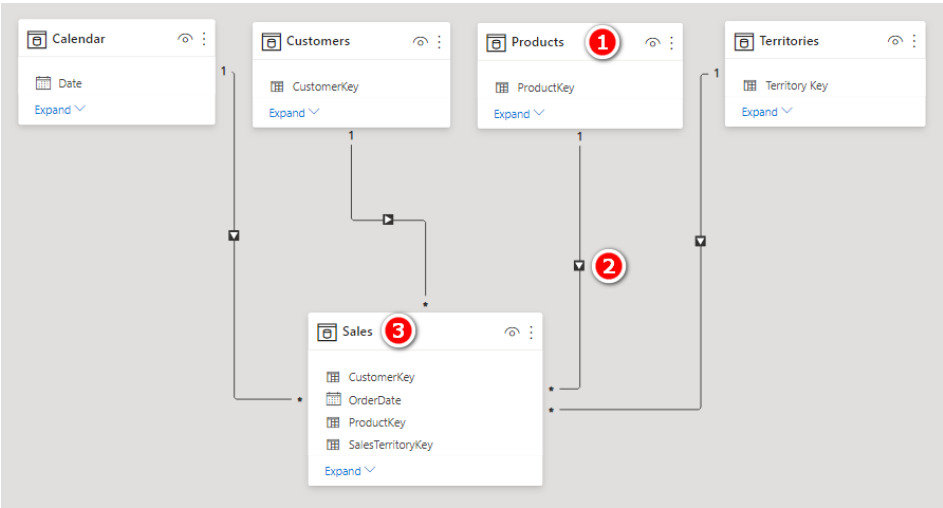 Calendar
Date
Expand
Customers
CustomerKey
Expand
Products 1
ProductKey
Expand
Territories
Territory Key
Expand
1
1
1
1
2
*
Sales 3
CustomerKey
OrderDate
ProductKey
SalesTerritoryKey
Expand
*
*
*